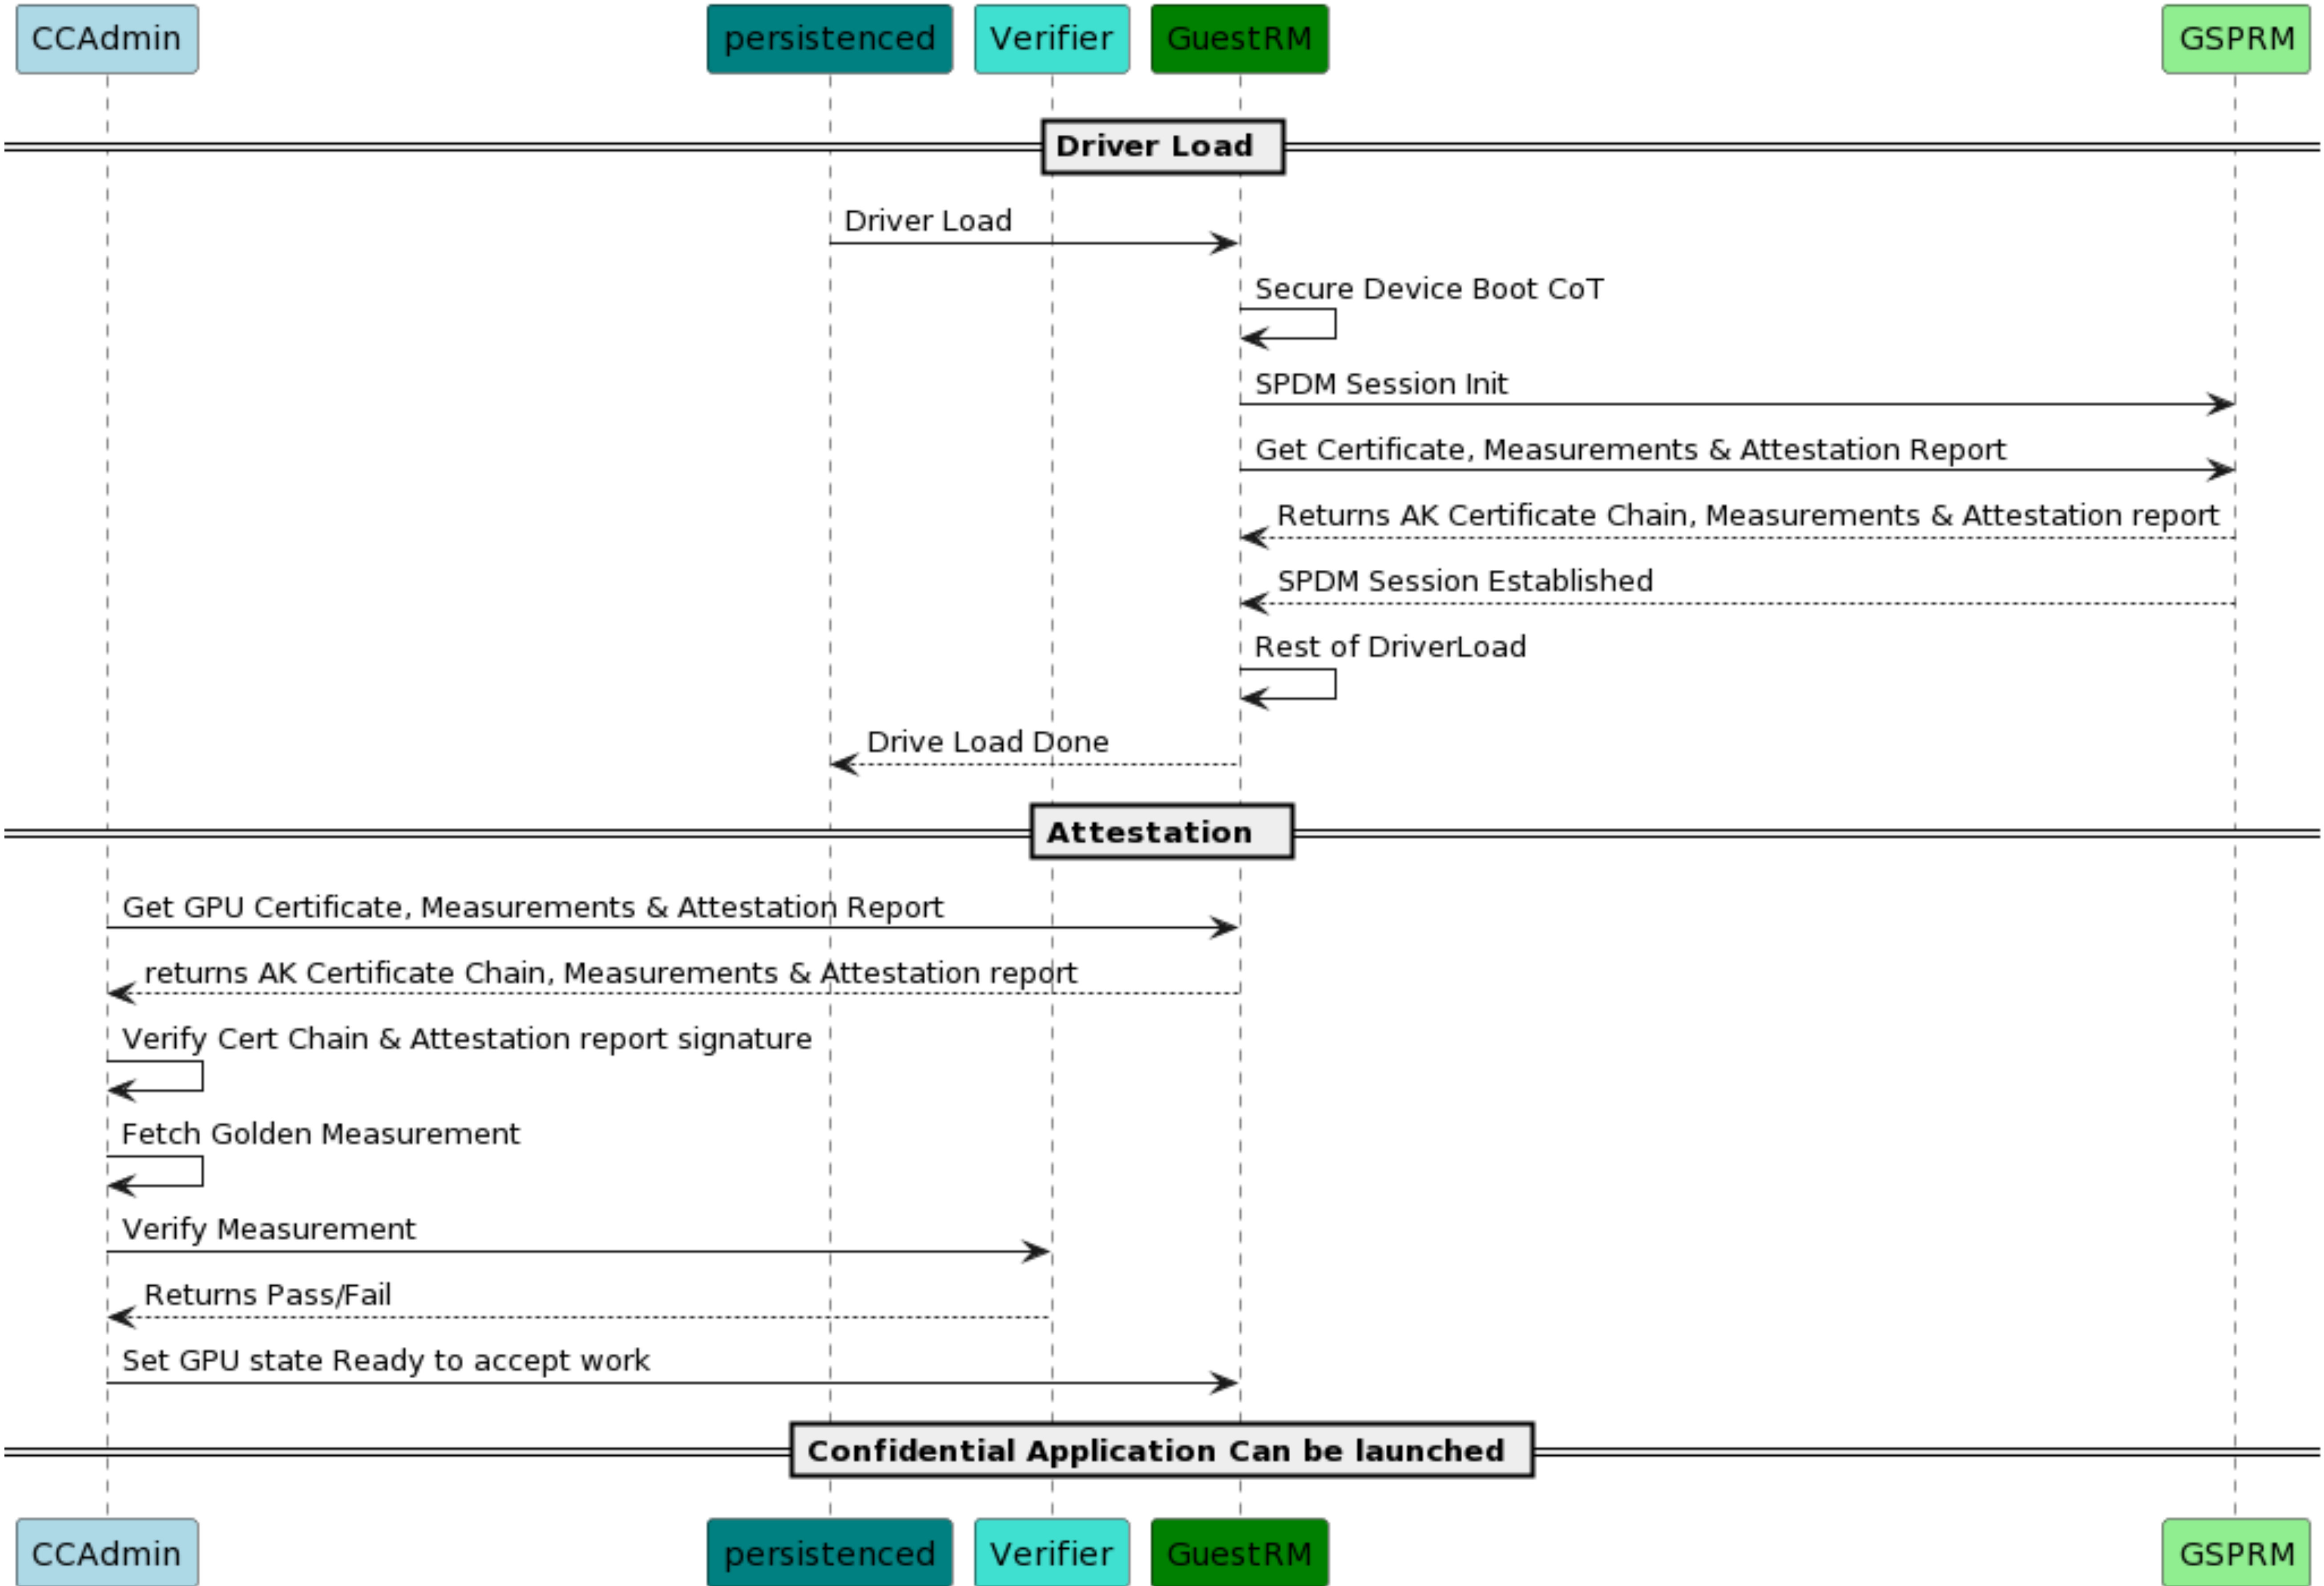 CCAdmin
persistenced
Verifier
GuestRM
GSPRM
Driver Load
Driver Load
Secure Device Boot CoT
SPDM Session Init
Get Certificate, Measurements & Attestation Report
Returns AK Certificate Chain, Measurements & Attestation report
SPDM Session Established
Rest of DriverLoad
Drive Load Done
Attestation
Get GPU Certificate, Measurements & Attestation Report
returns AK Certificate Chain, Measurements & Attestation report
Verify Cert Chain & Attestation report signature
Fetch Golden Measurement
Verify Measurement
Returns Pass/Fail
Set GPU state Ready to accept work
Confidential Application Can be launched
CCAdmin
persistenced
Verifier
GuestRM
GSPRM